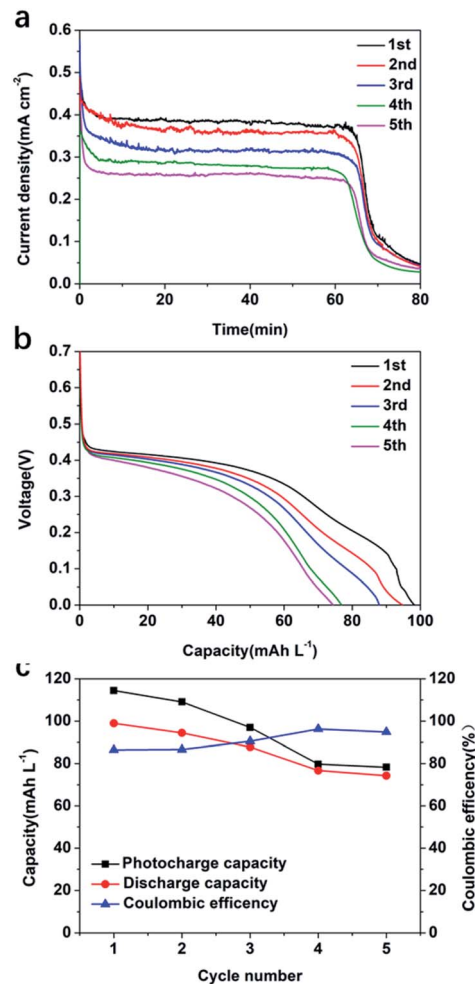 a
0.6
0.5
0.4
0.3
0.2
0.1
0.0
Current density(mA cm-2)
1st
2nd
3rd
4th
5th
0 20 40 60 80
Time(min)
b
0.7
0.6
0.5
0.4
0.3
0.2
0.1
0.0
Voltage(V)
1st
2nd
3rd
4th
5th
0 20 40 60 80 100
Capacity(mAh L-1)
c
120
100
80
60
40
20
0
Capacity(mAh L-1)
Photocharge capacity
Discharge capacity
Coulombic efficency
120
100
80
60
40
20
0
Coulombic efficency(%)
1 2 3 4 5
Cycle number